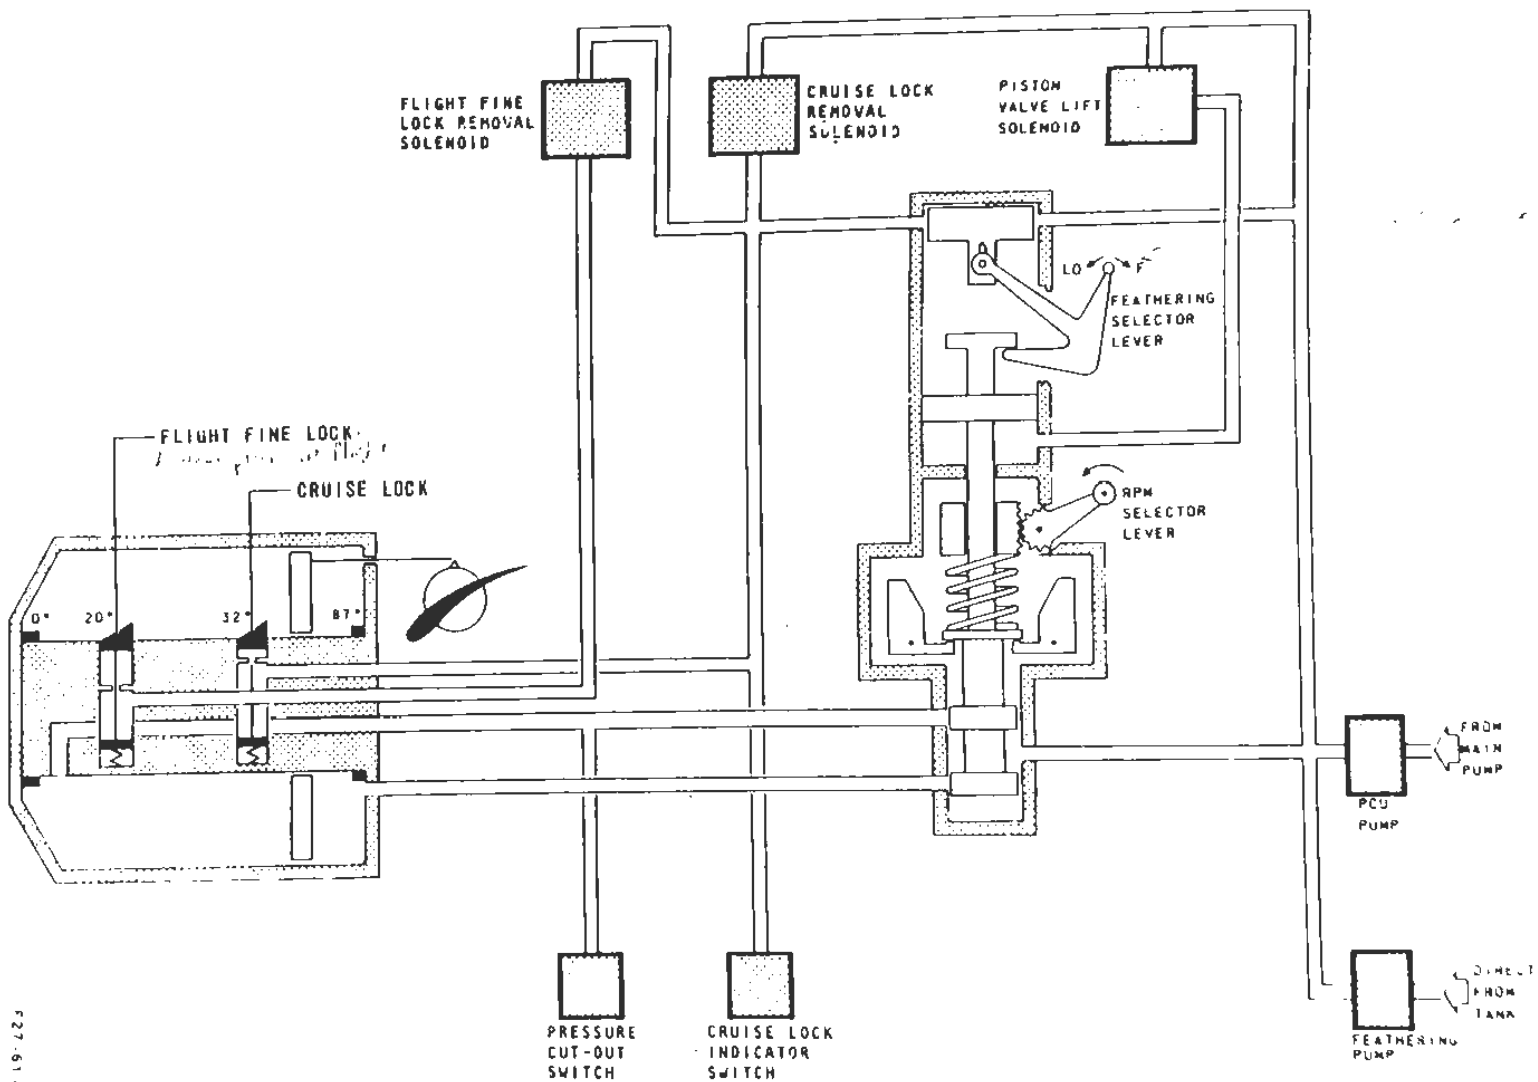 FLIGHT FINE
LOCK REMOVAL
SOLENOID
CRUISE LOCK
REMOVAL
SOLENOID
PISTON
VALVE LIFT
SOLENOID
LO
F
FEATHERING
SELECTOR
LEVER
FLIGHT FINE LOCK
CRUISE LOCK
RPM
SELECTOR
LEVER
0°
20°
32°
87°
FROM
MAIN
PUMP
PCU
PUMP
DIRECT
FROM
TANK
FEATHERING
PUMP
PRESSURE
CUT-OUT
SWITCH
CRUISE LOCK
INDICATOR
SWITCH